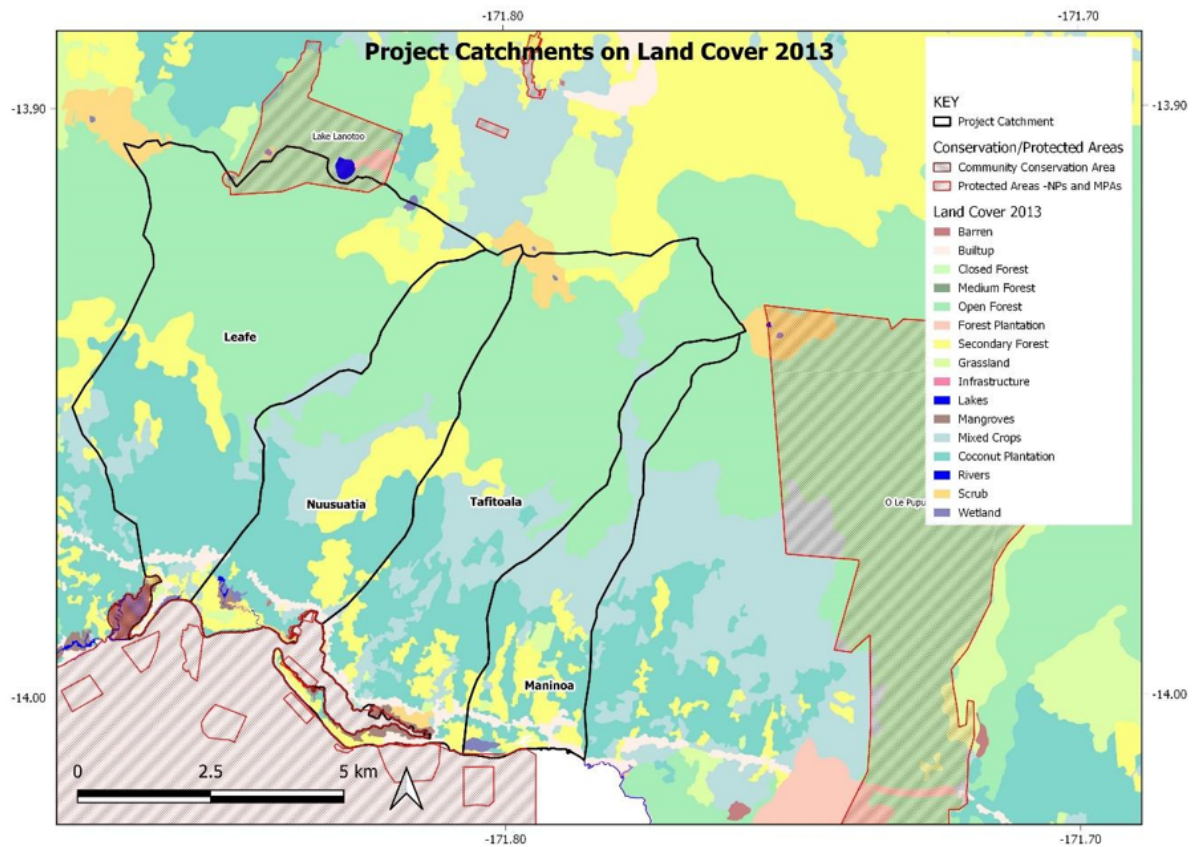 -171.80
-171.70
Project Catchments on Land Cover 2013
-13.90
-13.90
KEY
Project Catchment
Conservation/Protected Areas
Community Conservation Area
Protected Areas -NPs and MPAs
Land Cover 2013
Barren
Builtup
Closed Forest
Medium Forest
Open Forest
Forest Plantation
Secondary Forest
Grassland
Infrastructure
Lakes
Mangroves
Mixed Crops
Coconut Plantation
Rivers
Scrub
Wetland
Lake Lanotoo
Leafe
Nuusuatia
Tafitoala
O Le Pupu
Maninoa
-14.00
-14.00
0 2.5 5 km
-171.80
-171.70